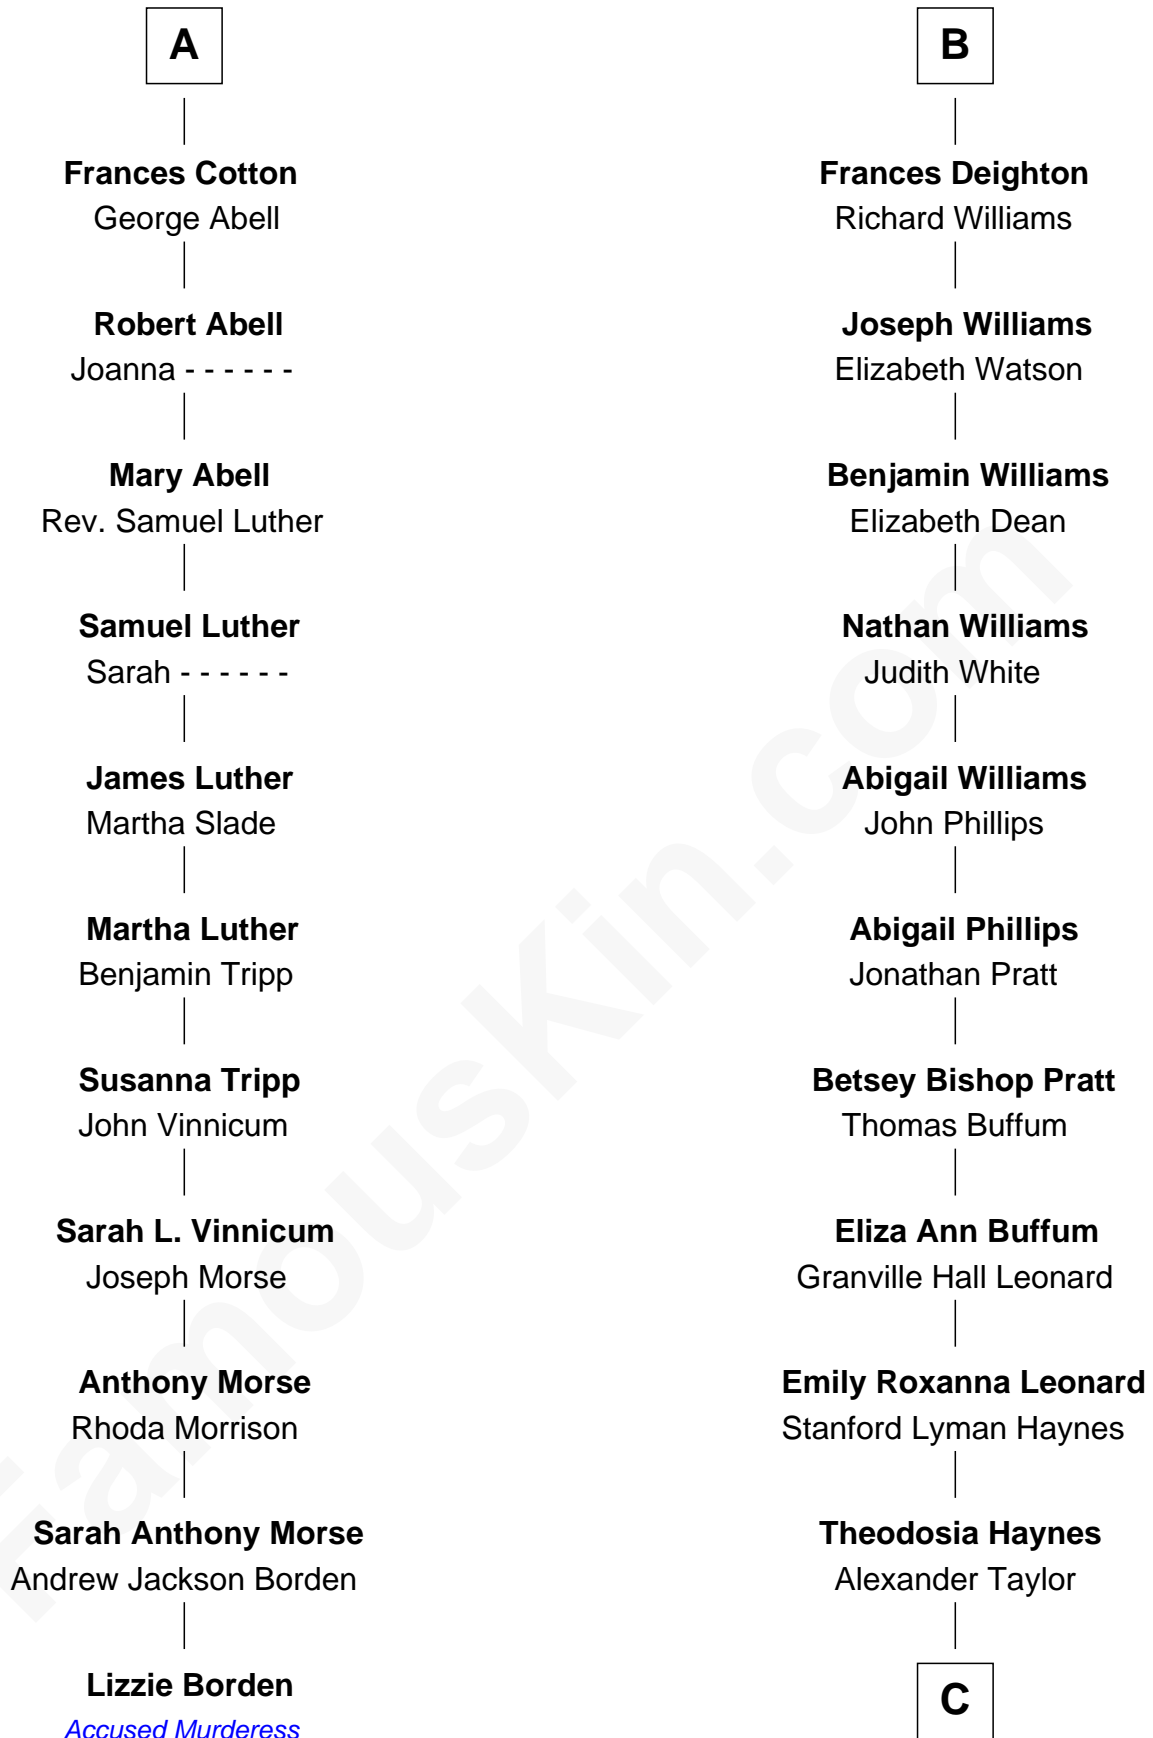 A
Frances Cotton
George Abell
Robert Abell
Joanna - - - - - -
Mary Abell
Rev. Samuel Luther
Samuel Luther
Sarah - - - - - -
James Luther
Martha Slade
Martha Luther
Benjamin Tripp
Susanna Tripp
John Vinnicum
Sarah L. Vinnicum
Joseph Morse
Anthony Morse
Rhoda Morrison
Sarah Anthony Morse
Andrew Jackson Borden
Lizzie Borden
Accused Murderess
B
Frances Deighton
Richard Williams
Joseph Williams
Elizabeth Watson
Benjamin Williams
Elizabeth Dean
Nathan Williams
Judith White
Abigail Williams
John Phillips
Abigail Phillips
Jonathan Pratt
Betsey Bishop Pratt
Thomas Buffum
Eliza Ann Buffum
Granville Hall Leonard
Emily Roxanna Leonard
Stanford Lyman Haynes
Theodosia Haynes
Alexander Taylor
C
FamousKin.com